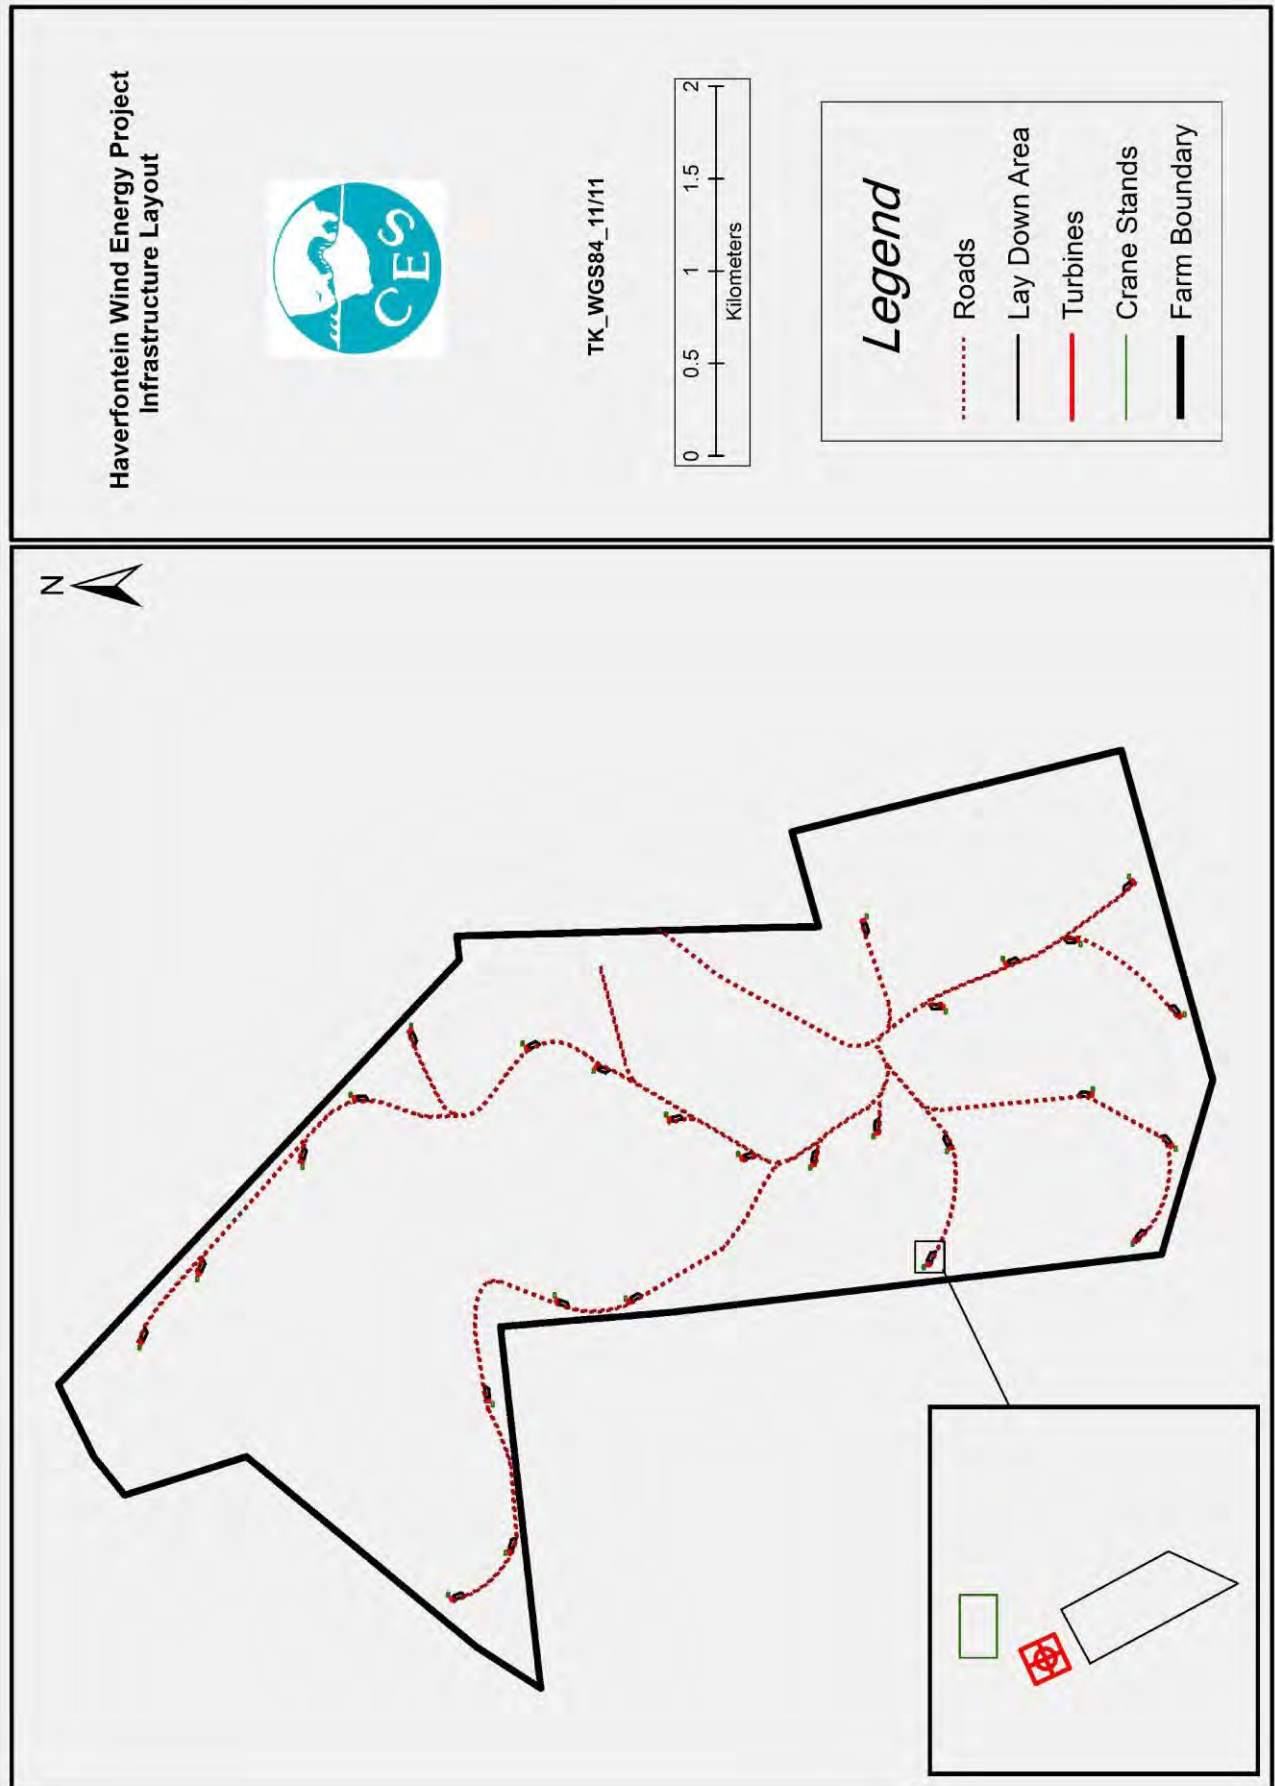 Haverfontein Wind Energy Project
Infrastructure Layout
CES
TK_WGS84_11/11
0 0.5 1 1.5 2
Kilometers
Legend
Roads
Lay Down Area
Turbines
Crane Stands
Farm Boundary
N